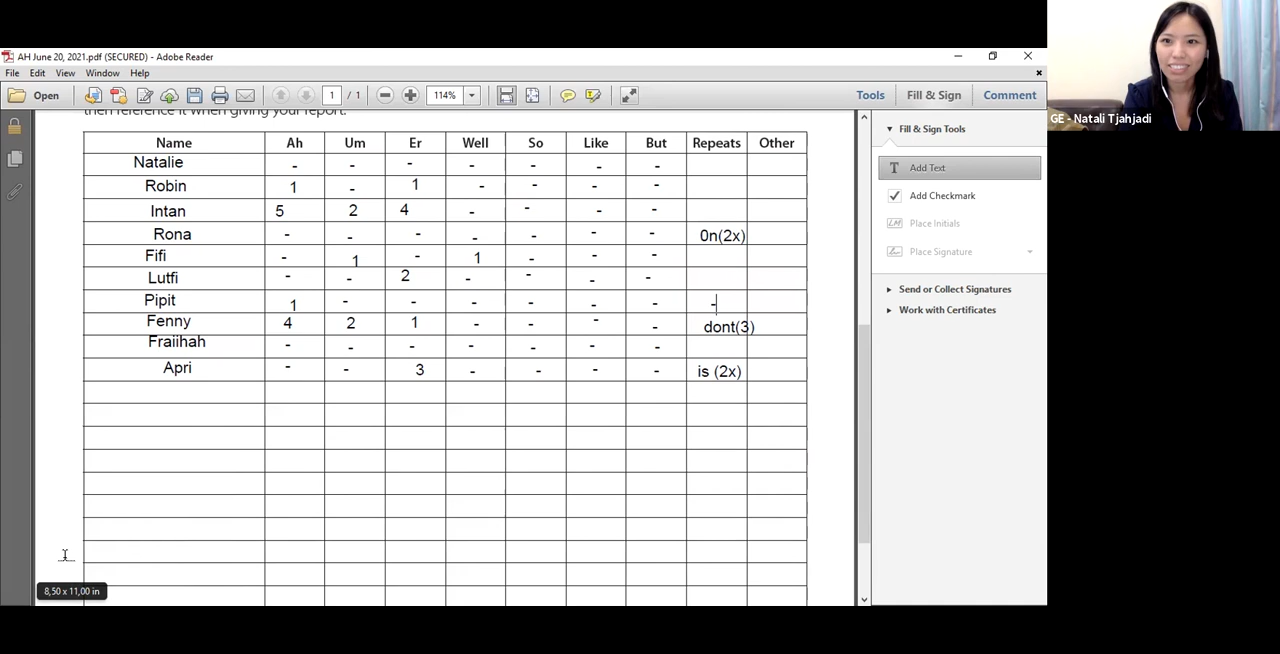 AH June 20, 2021.pdf (SECURED) - Adobe Reader
File Edit View Window Help
Open 1 / 1 114% Tools Fill & Sign Comment
then reference it when giving your report.
Name Ah Um Er Well So Like But Repeats Other
Natalie - - - - - - -
Robin 1 - 1 - - - -
Intan 5 2 4 - - - -
Rona - - - - - - - 0n(2x)
Fifi - 1 - 1 - - -
Lutfi - - 2 - - - -
Pipit 1 - - - - - - -
Fenny 4 2 1 - - - - dont(3)
Fraiihah - - - - - - -
Apri - - 3 - - - - is (2x)
8,50 x 11,00 in
Fill & Sign Tools
T Add Text
Add Checkmark
Place Initials
Place Signature
Send or Collect Signatures
Work with Certificates
GE - Natali Tjahjadi